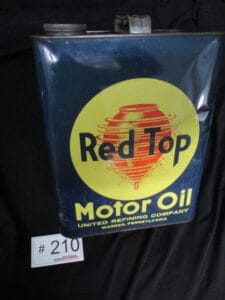 Red Top
Motor Oil
UNITED REFINING COMPANY
WARREN, PENNSYLVANIA
# 210